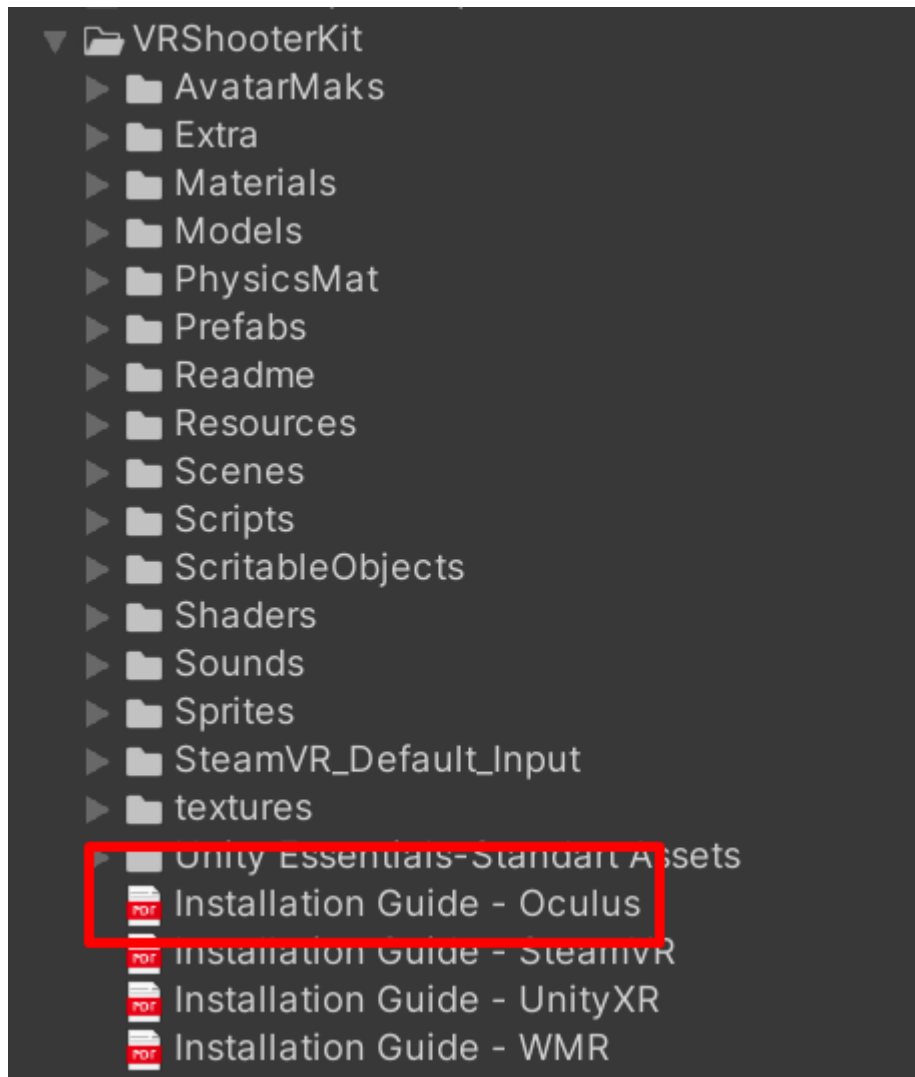 VRShooterKit
AvatarMaks
Extra
Materials
Models
PhysicsMat
Prefabs
Readme
Resources
Scenes
Scripts
ScritableObjects
Shaders
Sounds
Sprites
SteamVR_Default_Input
textures
Unity Essentials-Standart Assets
Installation Guide - Oculus
Installation Guide - SteamVR
Installation Guide - UnityXR
Installation Guide - WMR